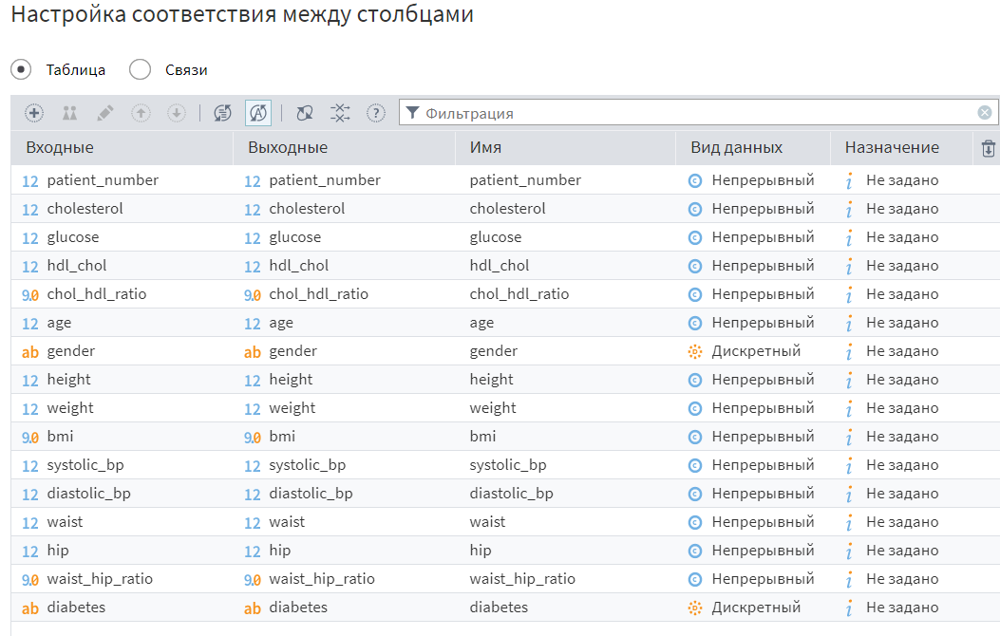 Настройка соответствия между столбцами
Таблица Связи
Фильтрация
Входные Выходные Имя Вид данных Назначение
12 patient_number 12 patient_number patient_number Непрерывный Не задано
12 cholesterol 12 cholesterol cholesterol Непрерывный Не задано
12 glucose 12 glucose glucose Непрерывный Не задано
12 hdl_chol 12 hdl_chol hdl_chol Непрерывный Не задано
9.0 chol_hdl_ratio 9.0 chol_hdl_ratio chol_hdl_ratio Непрерывный Не задано
12 age 12 age age Непрерывный Не задано
ab gender ab gender gender Дискретный Не задано
12 height 12 height height Непрерывный Не задано
12 weight 12 weight weight Непрерывный Не задано
9.0 bmi 9.0 bmi bmi Непрерывный Не задано
12 systolic_bp 12 systolic_bp systolic_bp Непрерывный Не задано
12 diastolic_bp 12 diastolic_bp diastolic_bp Непрерывный Не задано
12 waist 12 waist waist Непрерывный Не задано
12 hip 12 hip hip Непрерывный Не задано
9.0 waist_hip_ratio 9.0 waist_hip_ratio waist_hip_ratio Непрерывный Не задано
ab diabetes ab diabetes diabetes Дискретный Не задано